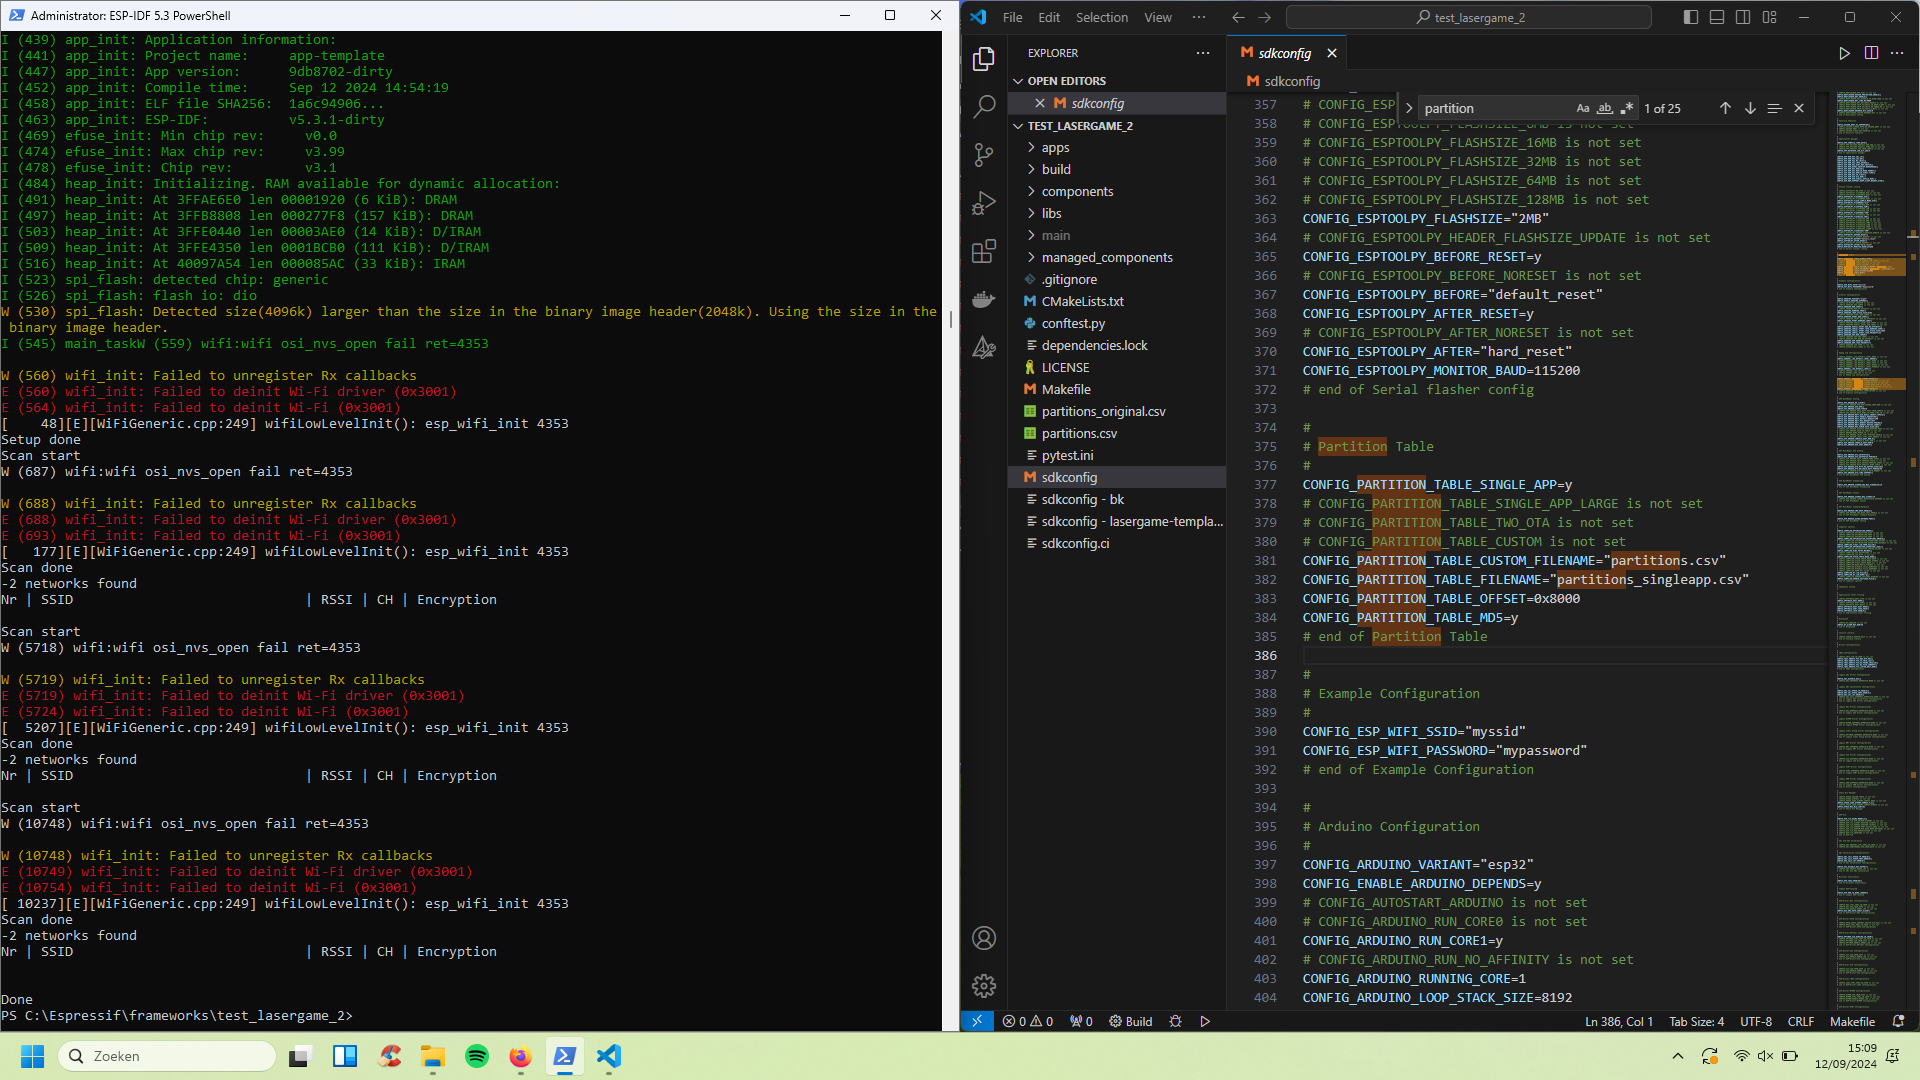 Administrator: ESP-IDF 5.3 PowerShell
I (439) app_init: Application information:
I (441) app_init: Project name:     app-template
I (447) app_init: App version:      9db8702-dirty
I (452) app_init: Compile time:     Sep 12 2024 14:54:19
I (458) app_init: ELF file SHA256:  1a6c94906...
I (463) app_init: ESP-IDF:          v5.3.1-dirty
I (469) efuse_init: Min chip rev:     v0.0
I (474) efuse_init: Max chip rev:     v3.99
I (478) efuse_init: Chip rev:         v3.1
I (484) heap_init: Initializing. RAM available for dynamic allocation:
I (491) heap_init: At 3FFAE6E0 len 00001920 (6 KiB): DRAM
I (497) heap_init: At 3FFB8808 len 000277F8 (157 KiB): DRAM
I (503) heap_init: At 3FFE0440 len 00003AE0 (14 KiB): D/IRAM
I (509) heap_init: At 3FFE4350 len 0001BCB0 (111 KiB): D/IRAM
I (516) heap_init: At 40097A54 len 000085AC (33 KiB): IRAM
I (523) spi_flash: detected chip: generic
I (526) spi_flash: flash io: dio
W (530) spi_flash: Detected size(4096k) larger than the size in the binary image header(2048k). Using the size in the
binary image header.
I (545) main_taskW (559) wifi:wifi osi_nvs_open fail ret=4353
W (560) wifi_init: Failed to unregister Rx callbacks
E (560) wifi_init: Failed to deinit Wi-Fi driver (0x3001)
E (564) wifi_init: Failed to deinit Wi-Fi (0x3001)
[    48][E][WiFiGeneric.cpp:249] wifiLowLevelInit(): esp_wifi_init 4353
Setup done
Scan start
W (687) wifi:wifi osi_nvs_open fail ret=4353
W (688) wifi_init: Failed to unregister Rx callbacks
E (688) wifi_init: Failed to deinit Wi-Fi driver (0x3001)
E (693) wifi_init: Failed to deinit Wi-Fi (0x3001)
[   177][E][WiFiGeneric.cpp:249] wifiLowLevelInit(): esp_wifi_init 4353
Scan done
-2 networks found
Nr | SSID                             | RSSI | CH | Encryption
Scan start
W (5718) wifi:wifi osi_nvs_open fail ret=4353
W (5719) wifi_init: Failed to unregister Rx callbacks
E (5719) wifi_init: Failed to deinit Wi-Fi driver (0x3001)
E (5724) wifi_init: Failed to deinit Wi-Fi (0x3001)
[  5207][E][WiFiGeneric.cpp:249] wifiLowLevelInit(): esp_wifi_init 4353
Scan done
-2 networks found
Nr | SSID                             | RSSI | CH | Encryption
Scan start
W (10748) wifi:wifi osi_nvs_open fail ret=4353
W (10748) wifi_init: Failed to unregister Rx callbacks
E (10749) wifi_init: Failed to deinit Wi-Fi driver (0x3001)
E (10754) wifi_init: Failed to deinit Wi-Fi (0x3001)
[ 10237][E][WiFiGeneric.cpp:249] wifiLowLevelInit(): esp_wifi_init 4353
Scan done
-2 networks found
Nr | SSID                             | RSSI | CH | Encryption
Done
PS C:\Espressif\frameworks\test_lasergame_2>
File Edit Selection View ···
test_lasergame_2
EXPLORER
OPEN EDITORS
sdkconfig
TEST_LASERGAME_2
apps
build
components
libs
main
managed_components
.gitignore
CMakeLists.txt
conftest.py
dependencies.lock
LICENSE
Makefile
partitions_original.csv
partitions.csv
pytest.ini
sdkconfig
sdkconfig - bk
sdkconfig - lasergame-templa...
sdkconfig.ci
sdkconfig
sdkconfig
partition
Aa ab 1 of 25
357 # CONFIG_ESP
358 # CONFIG_ESPTOOLPY_FLASHSIZE_8MB is not set
359 # CONFIG_ESPTOOLPY_FLASHSIZE_16MB is not set
360 # CONFIG_ESPTOOLPY_FLASHSIZE_32MB is not set
361 # CONFIG_ESPTOOLPY_FLASHSIZE_64MB is not set
362 # CONFIG_ESPTOOLPY_FLASHSIZE_128MB is not set
363 CONFIG_ESPTOOLPY_FLASHSIZE="2MB"
364 # CONFIG_ESPTOOLPY_HEADER_FLASHSIZE_UPDATE is not set
365 CONFIG_ESPTOOLPY_BEFORE_RESET=y
366 # CONFIG_ESPTOOLPY_BEFORE_NORESET is not set
367 CONFIG_ESPTOOLPY_BEFORE="default_reset"
368 CONFIG_ESPTOOLPY_AFTER_RESET=y
369 # CONFIG_ESPTOOLPY_AFTER_NORESET is not set
370 CONFIG_ESPTOOLPY_AFTER="hard_reset"
371 CONFIG_ESPTOOLPY_MONITOR_BAUD=115200
372 # end of Serial flasher config
373
374 #
375 # Partition Table
376 #
377 CONFIG_PARTITION_TABLE_SINGLE_APP=y
378 # CONFIG_PARTITION_TABLE_SINGLE_APP_LARGE is not set
379 # CONFIG_PARTITION_TABLE_TWO_OTA is not set
380 # CONFIG_PARTITION_TABLE_CUSTOM is not set
381 CONFIG_PARTITION_TABLE_CUSTOM_FILENAME="partitions.csv"
382 CONFIG_PARTITION_TABLE_FILENAME="partitions_singleapp.csv"
383 CONFIG_PARTITION_TABLE_OFFSET=0x8000
384 CONFIG_PARTITION_TABLE_MD5=y
385 # end of Partition Table
386
387 #
388 # Example Configuration
389 #
390 CONFIG_ESP_WIFI_SSID="myssid"
391 CONFIG_ESP_WIFI_PASSWORD="mypassword"
392 # end of Example Configuration
393
394 #
395 # Arduino Configuration
396 #
397 CONFIG_ARDUINO_VARIANT="esp32"
398 CONFIG_ENABLE_ARDUINO_DEPENDS=y
399 # CONFIG_AUTOSTART_ARDUINO is not set
400 # CONFIG_ARDUINO_RUN_CORE0 is not set
401 CONFIG_ARDUINO_RUN_CORE1=y
402 # CONFIG_ARDUINO_RUN_NO_AFFINITY is not set
403 CONFIG_ARDUINO_RUNNING_CORE=1
404 CONFIG_ARDUINO_LOOP_STACK_SIZE=8192
0 0 0 Build
Ln 386, Col 1 Tab Size: 4 UTF-8 CRLF Makefile
Zoeken
15:09
12/09/2024